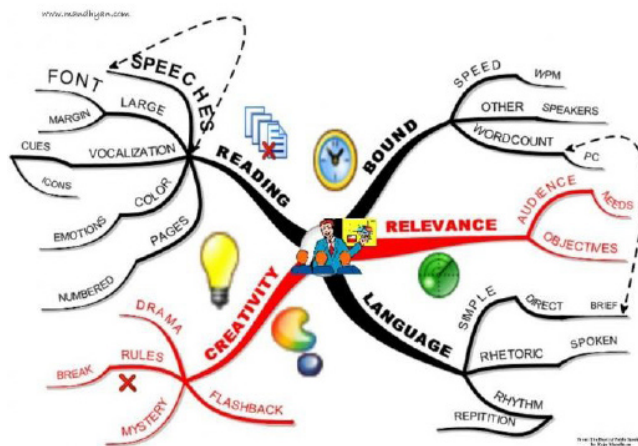 www.mandhyan.com
SPEECHES
FONT
LARGE
MARGIN
CUES
VOCALIZATION
ICONS
COLOR
EMOTIONS
PAGES
NUMBERED
READING
BOUND
SPEED
WPM
OTHER
SPEAKERS
WORDCOUNT
PC
RELEVANCE
AUDIENCE
NEEDS
OBJECTIVES
LANGUAGE
SIMPLE
DIRECT
BRIEF
RHETORIC
SPOKEN
RHYTHM
REPITITION
CREATIVITY
DRAMA
RULES
BREAK
MYSTERY
FLASHBACK